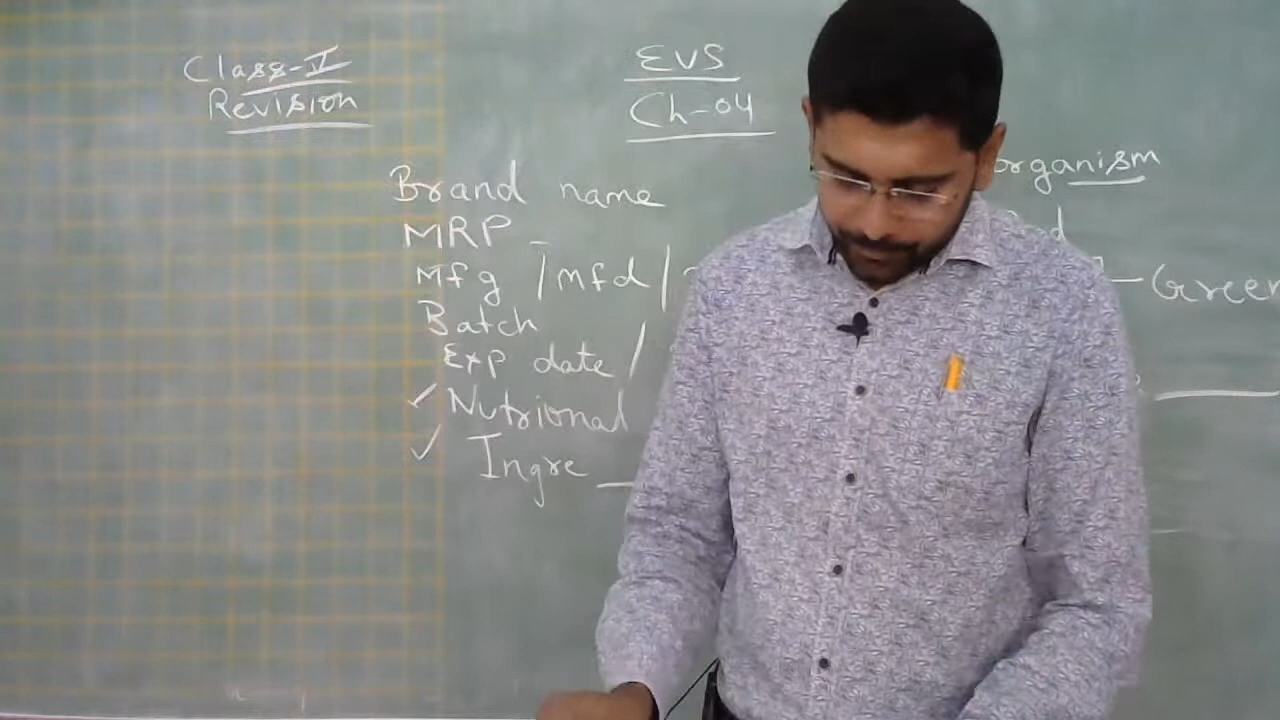 Class-V
Revision
EVS
Ch-04
Brand name
MRP -
Mfg / mfd /
Batch
Exp date /
✓ Nutrional
✓ Ingre
organism
Green